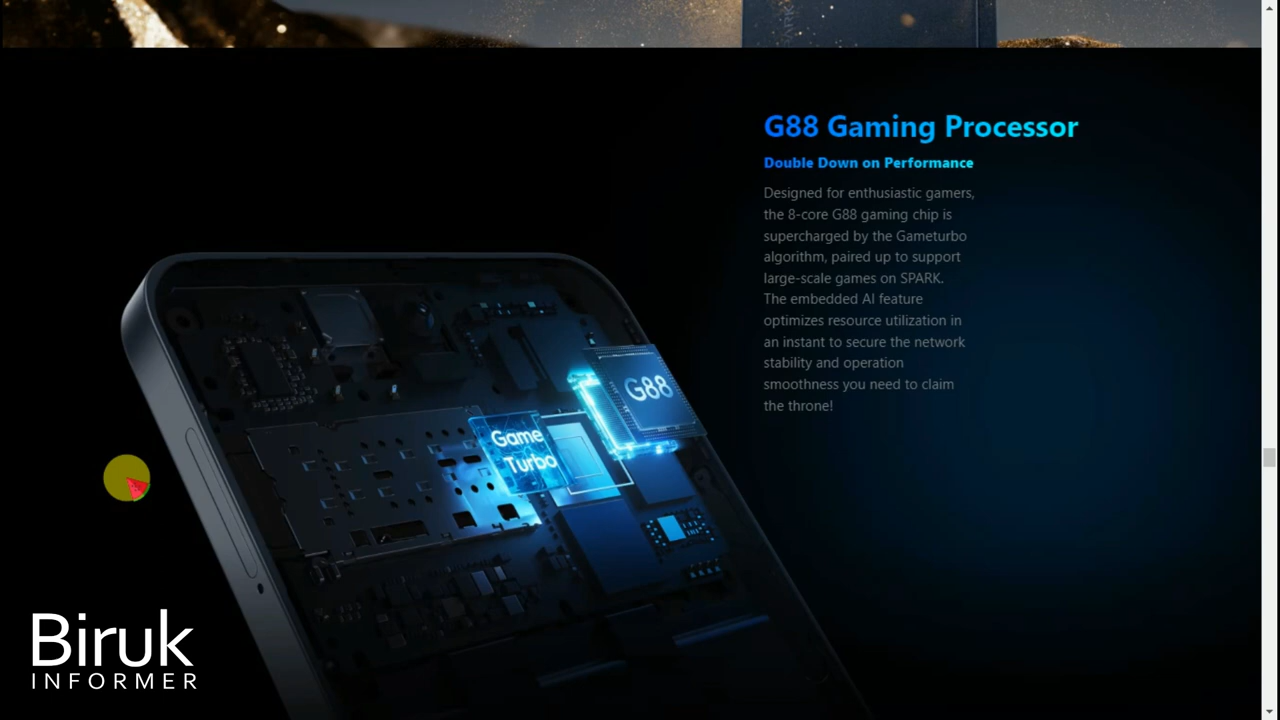 G88 Gaming Processor
Double Down on Performance
Designed for enthusiastic gamers,
the 8-core G88 gaming chip is
supercharged by the Gameturbo
algorithm, paired up to support
large-scale games on SPARK.
The embedded AI feature
optimizes resource utilization in
an instant to secure the network
stability and operation
smoothness you need to claim
the throne!
G88
Game
Turbo
Biruk
INFORMER